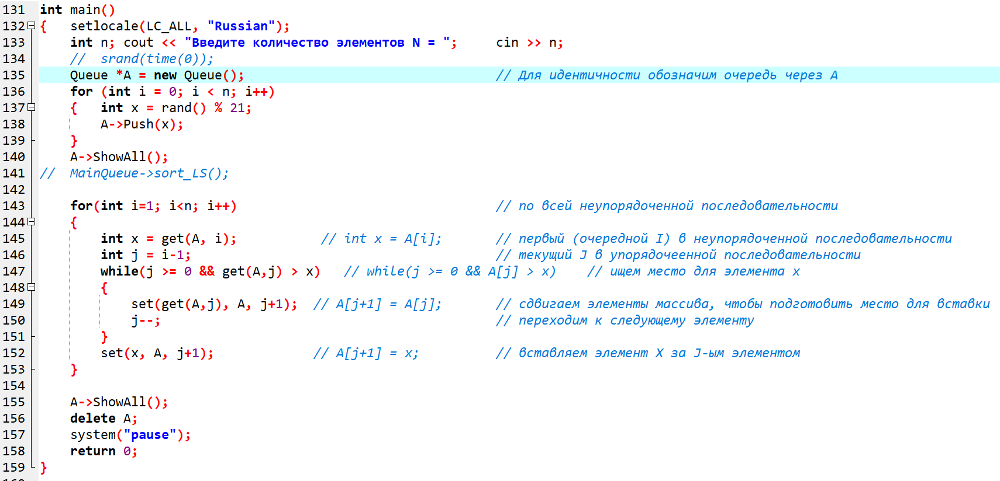 131 int main()
132 { setlocale(LC_ALL, "Russian");
133 int n; cout << "Введите количество элементов N = "; cin >> n;
134 // srand(time(0));
135 Queue *A = new Queue(); // Для идентичности обозначим очередь через A
136 for (int i = 0; i < n; i++)
137 { int x = rand() % 21;
138 A->Push(x);
139 }
140 A->ShowAll();
141 // MainQueue->sort_LS();
142
143 for(int i=1; i<n; i++) // по всей неупорядоченной последовательности
144 {
145 int x = get(A, i); // int x = A[i]; // первый (очередной I) в неупорядоченной последовательности
146 int j = i-1; // текущий J в упорядочеенной последовательности
147 while(j >= 0 && get(A,j) > x) // while(j >= 0 && A[j] > x) // ищем место для элемента x
148 {
149 set(get(A,j), A, j+1); // A[j+1] = A[j]; // сдвигаем элементы массива, чтобы подготовить место для вставки
150 j--; // переходим к следующему элементу
151 }
152 set(x, A, j+1); // A[j+1] = x; // вставляем элемент X за J-ым элементом
153 }
154
155 A->ShowAll();
156 delete A;
157 system("pause");
158 return 0;
159 }